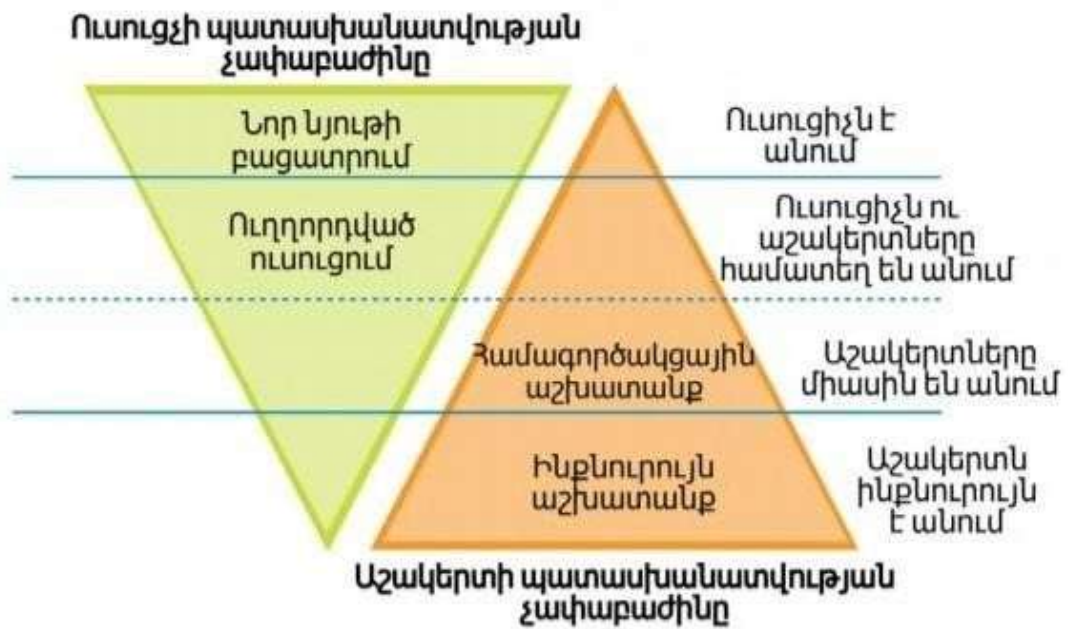 Ուսուցչի պատասխանատվության
չափաբաժինը
Նոր նյութի
բացատրում
Ուսուցիչն է
անում
Ուղղորդված
ուսուցում
Ուսուցիչն ու
աշակերտները
համատեղ են անում
Համագործակցային
աշխատանք
Աշակերտները
միասին են անում
Ինքնուրույն
աշխատանք
Աշակերտն
ինքնուրույն
է անում
Աշակերտի պատասխանատվության
չափաբաժինը